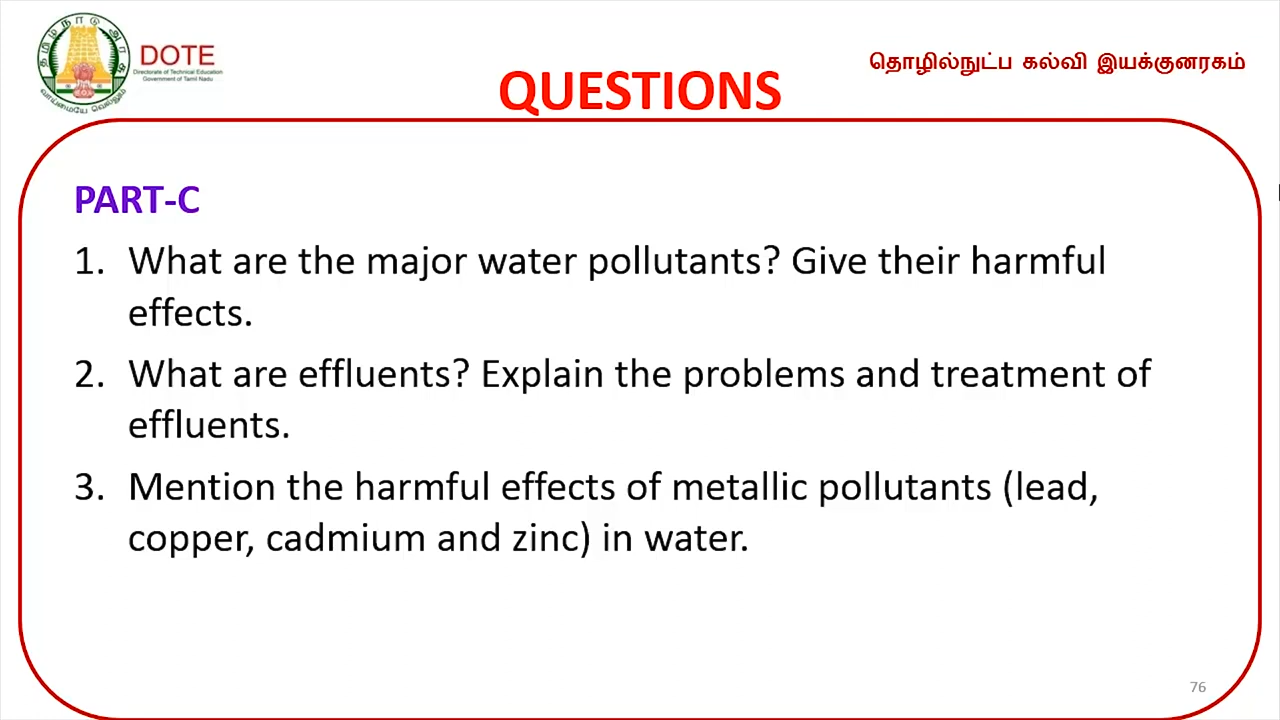 தமிழ்நாடு அரசு
வாய்மையே வெல்லும்
DOTE
Directorate of Technical Education
Government of Tamil Nadu
தொழில்நுட்ப கல்வி இயக்குனரகம்
QUESTIONS
PART-C
1. What are the major water pollutants? Give their harmful
effects.
2. What are effluents? Explain the problems and treatment of
effluents.
3. Mention the harmful effects of metallic pollutants (lead,
copper, cadmium and zinc) in water.
76